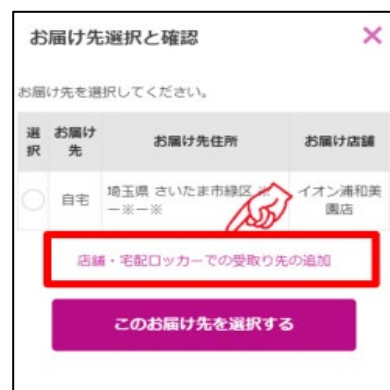 お届け先選択と確認
×
お届け先を選択してください。
選択 お届け先 お届け先住所 お届け店舗
自宅 埼玉県 さいたま市緑区 ※ー※ー※ イオン浦和美園店
店舗・宅配ロッカーでの受取り先の追加
このお届け先を選択する